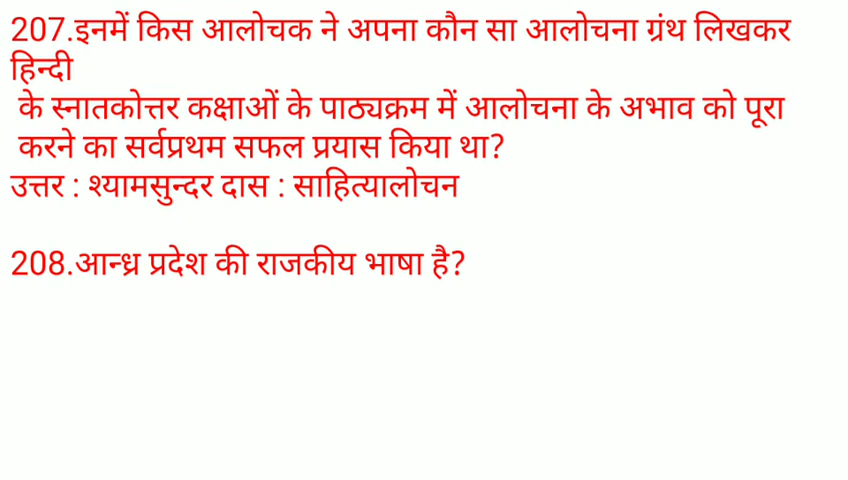 207.इनमें किस आलोचक ने अपना कौन सा आलोचना ग्रंथ लिखकर
हिन्दी
के स्नातकोत्तर कक्षाओं के पाठ्यक्रम में आलोचना के अभाव को पूरा
करने का सर्वप्रथम सफल प्रयास किया था?
उत्तर : श्यामसुन्दर दास : साहित्यालोचन
208.आन्ध्र प्रदेश की राजकीय भाषा है?